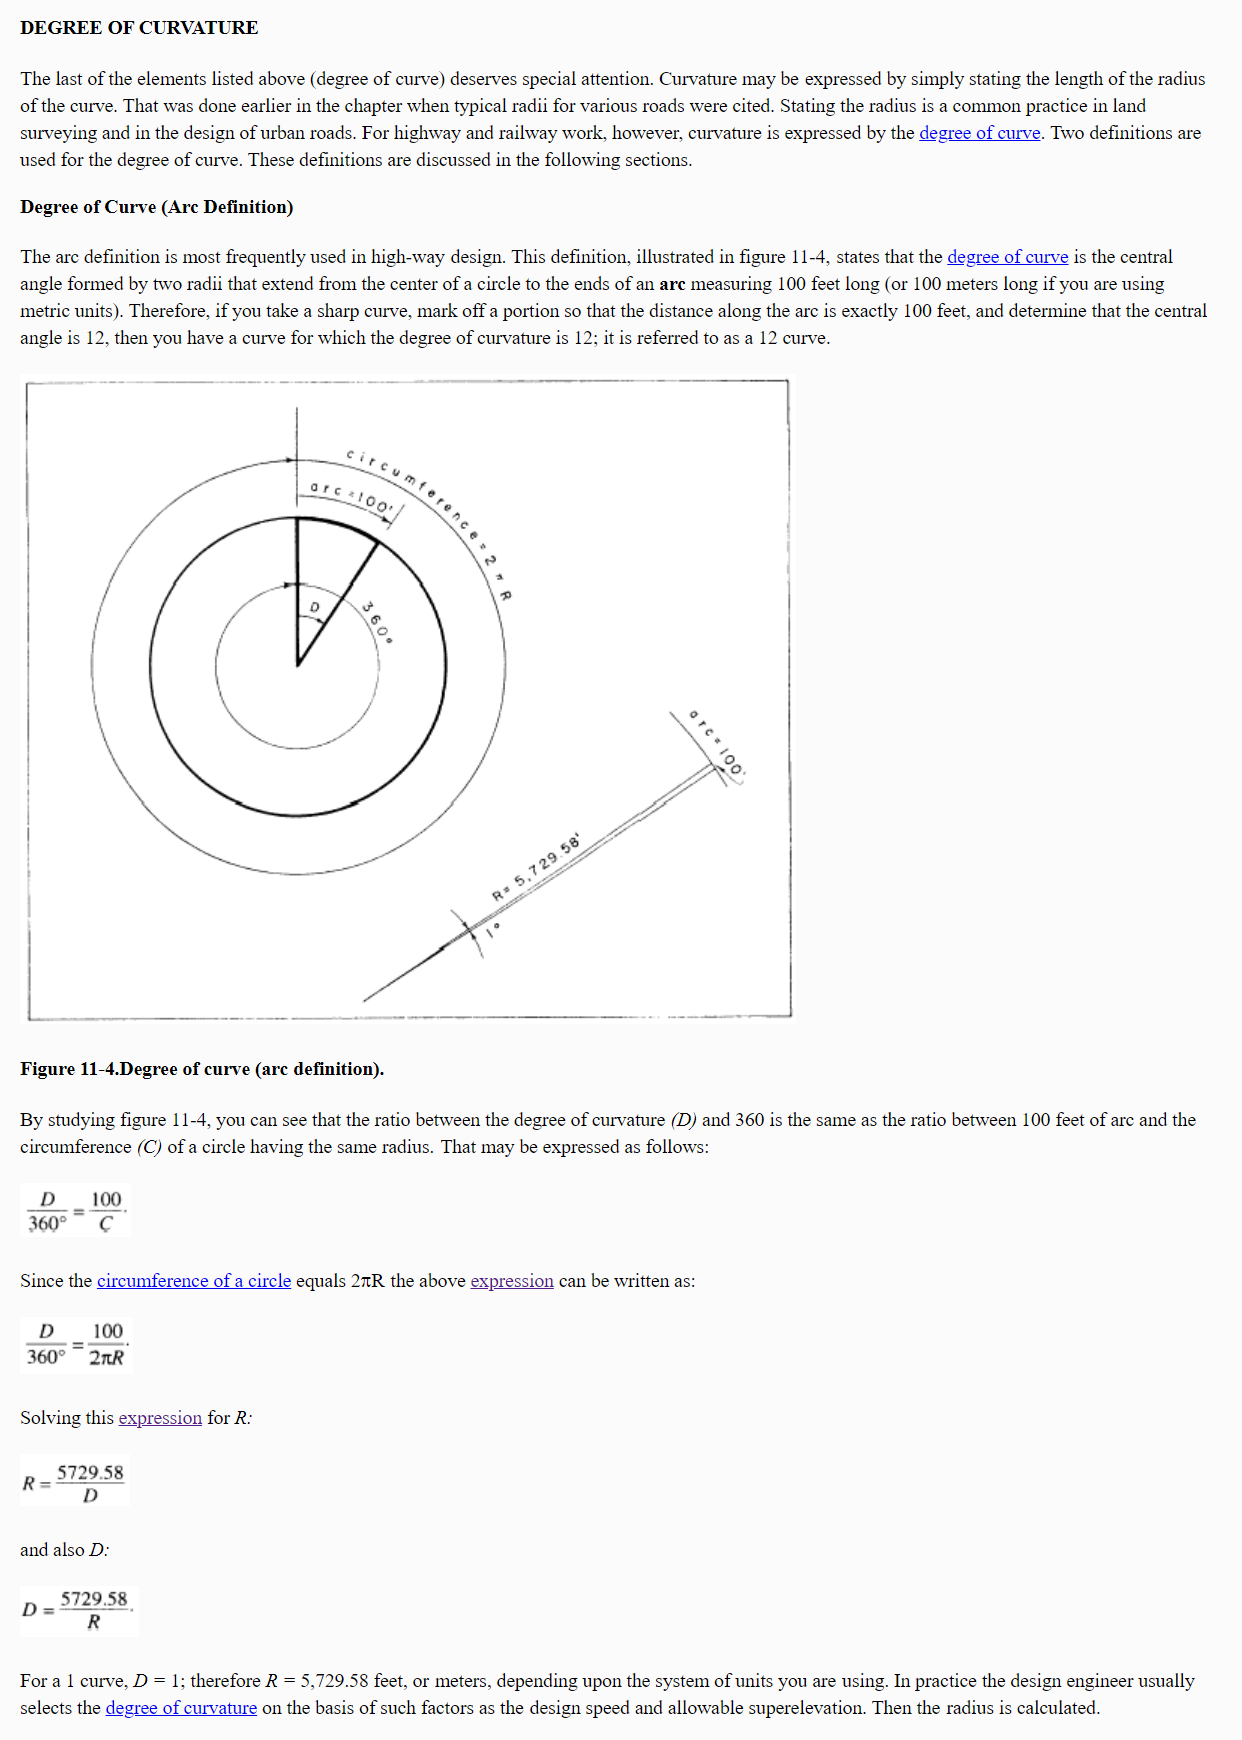 DEGREE OF CURVATURE
The last of the elements listed above (degree of curve) deserves special attention. Curvature may be expressed by simply stating the length of the radius
of the curve. That was done earlier in the chapter when typical radii for various roads were cited. Stating the radius is a common practice in land
surveying and in the design of urban roads. For highway and railway work, however, curvature is expressed by the degree of curve. Two definitions are
used for the degree of curve. These definitions are discussed in the following sections.
Degree of Curve (Arc Definition)
The arc definition is most frequently used in high-way design. This definition, illustrated in figure 11-4, states that the degree of curve is the central
angle formed by two radii that extend from the center of a circle to the ends of an arc measuring 100 feet long (or 100 meters long if you are using
metric units). Therefore, if you take a sharp curve, mark off a portion so that the distance along the arc is exactly 100 feet, and determine that the central
angle is 12, then you have a curve for which the degree of curvature is 12; it is referred to as a 12 curve.
circumference = 2 π R
arc = 100'
D
360°
arc = 100'
R = 5,729.58'
1°
Figure 11-4.Degree of curve (arc definition).
By studying figure 11-4, you can see that the ratio between the degree of curvature (D) and 360 is the same as the ratio between 100 feet of arc and the
circumference (C) of a circle having the same radius. That may be expressed as follows:
D/360° = 100/C.
Since the circumference of a circle equals 2πR the above expression can be written as:
D/360° = 100/2πR.
Solving this expression for R:
R = 5729.58/D
and also D:
D = 5729.58/R.
For a 1 curve, D = 1; therefore R = 5,729.58 feet, or meters, depending upon the system of units you are using. In practice the design engineer usually
selects the degree of curvature on the basis of such factors as the design speed and allowable superelevation. Then the radius is calculated.